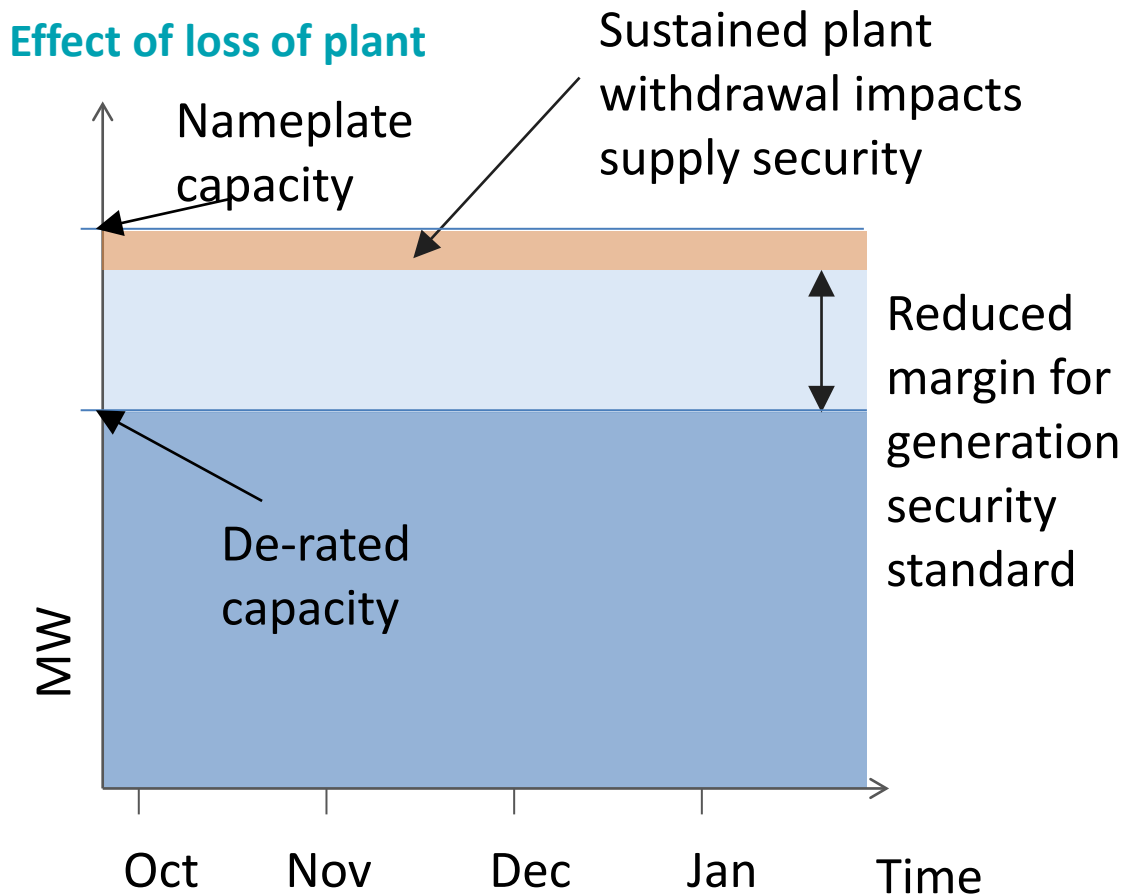 Effect of loss of plant
Sustained plant
withdrawal impacts
supply security
Nameplate
capacity
Reduced
margin for
generation
security
standard
De-rated
capacity
MW
Oct
Nov
Dec
Jan
Time